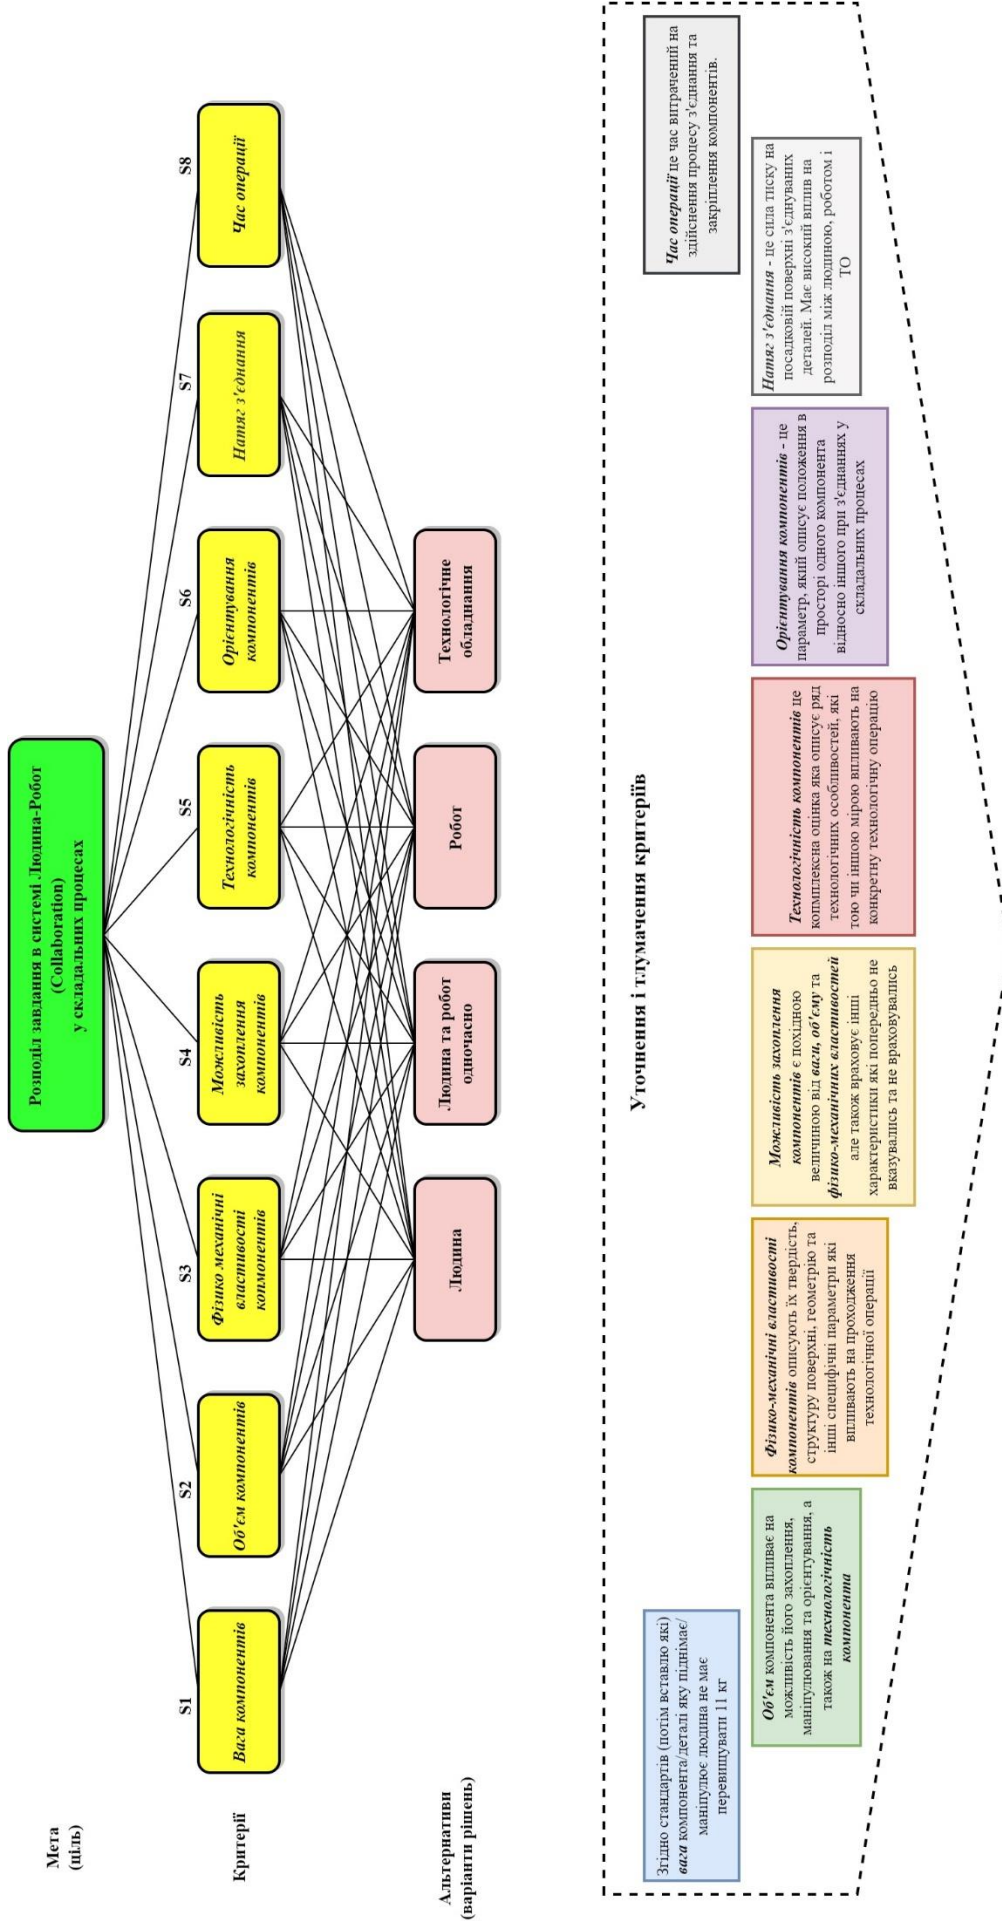 Мета
(ціль)
Розподіл завдання в системі Людина-Робот
(Collaboration)
у складальних процесах
Критерії
S1
Вага компонентів
S2
Об'єм компонентів
S3
Фізико механічні
властивості
копмонентів
S4
Можливість
захоплення
компонентів
S5
Технологічність
компонентів
S6
Орієнтування
компонентів
S7
Натяг з'єднання
S8
Час операції
Альтернативи
(варіанти рішень)
Людина
Людина та робот
одночасно
Робот
Технологічне
обладнання
Уточнення і тлумачення критеріїв
Згідно стандартів (потім вставлю які)
вага компонента/деталі яку піднімає/
маніпулює людина не має
перевищувати 11 кг
Об'єм компонента впливає на
можливість його захоплення,
маніпулювання та орієнтування, а
також на технологічність
компонента
Фізико-механічні властивості
компонентів описують їх твердість,
структуру поверхні, геометрію та
інші специфічні параметри які
впливають на проходження
технологічної операції
Можливість захоплення
компонентів є похідною
величиною від ваги, об'єму та
фізико-механічних властивостей
але також враховує інші
характеристики які попередньо не
вказувались та не враховувались
Технологічність компонентів це
копмплексна оцінка яка описує ряд
технологічних особливостей, які
тою чи іншою мірою впливають на
конкретну технологічну операцію
Орієнтування компонентів - це
параметр, який описує положення в
просторі одного компонента
відносно іншого при з'єднаннях у
складальних процесах
Натяг з'єднання - це сила тиску на
посадковій поверхні з'єднуваних
деталей. Має високий вплив на
розподіл між людиною, роботом і
ТО
Час операції це час витрачений на
здійснення процесу з'єднання та
закріплення компонентів.